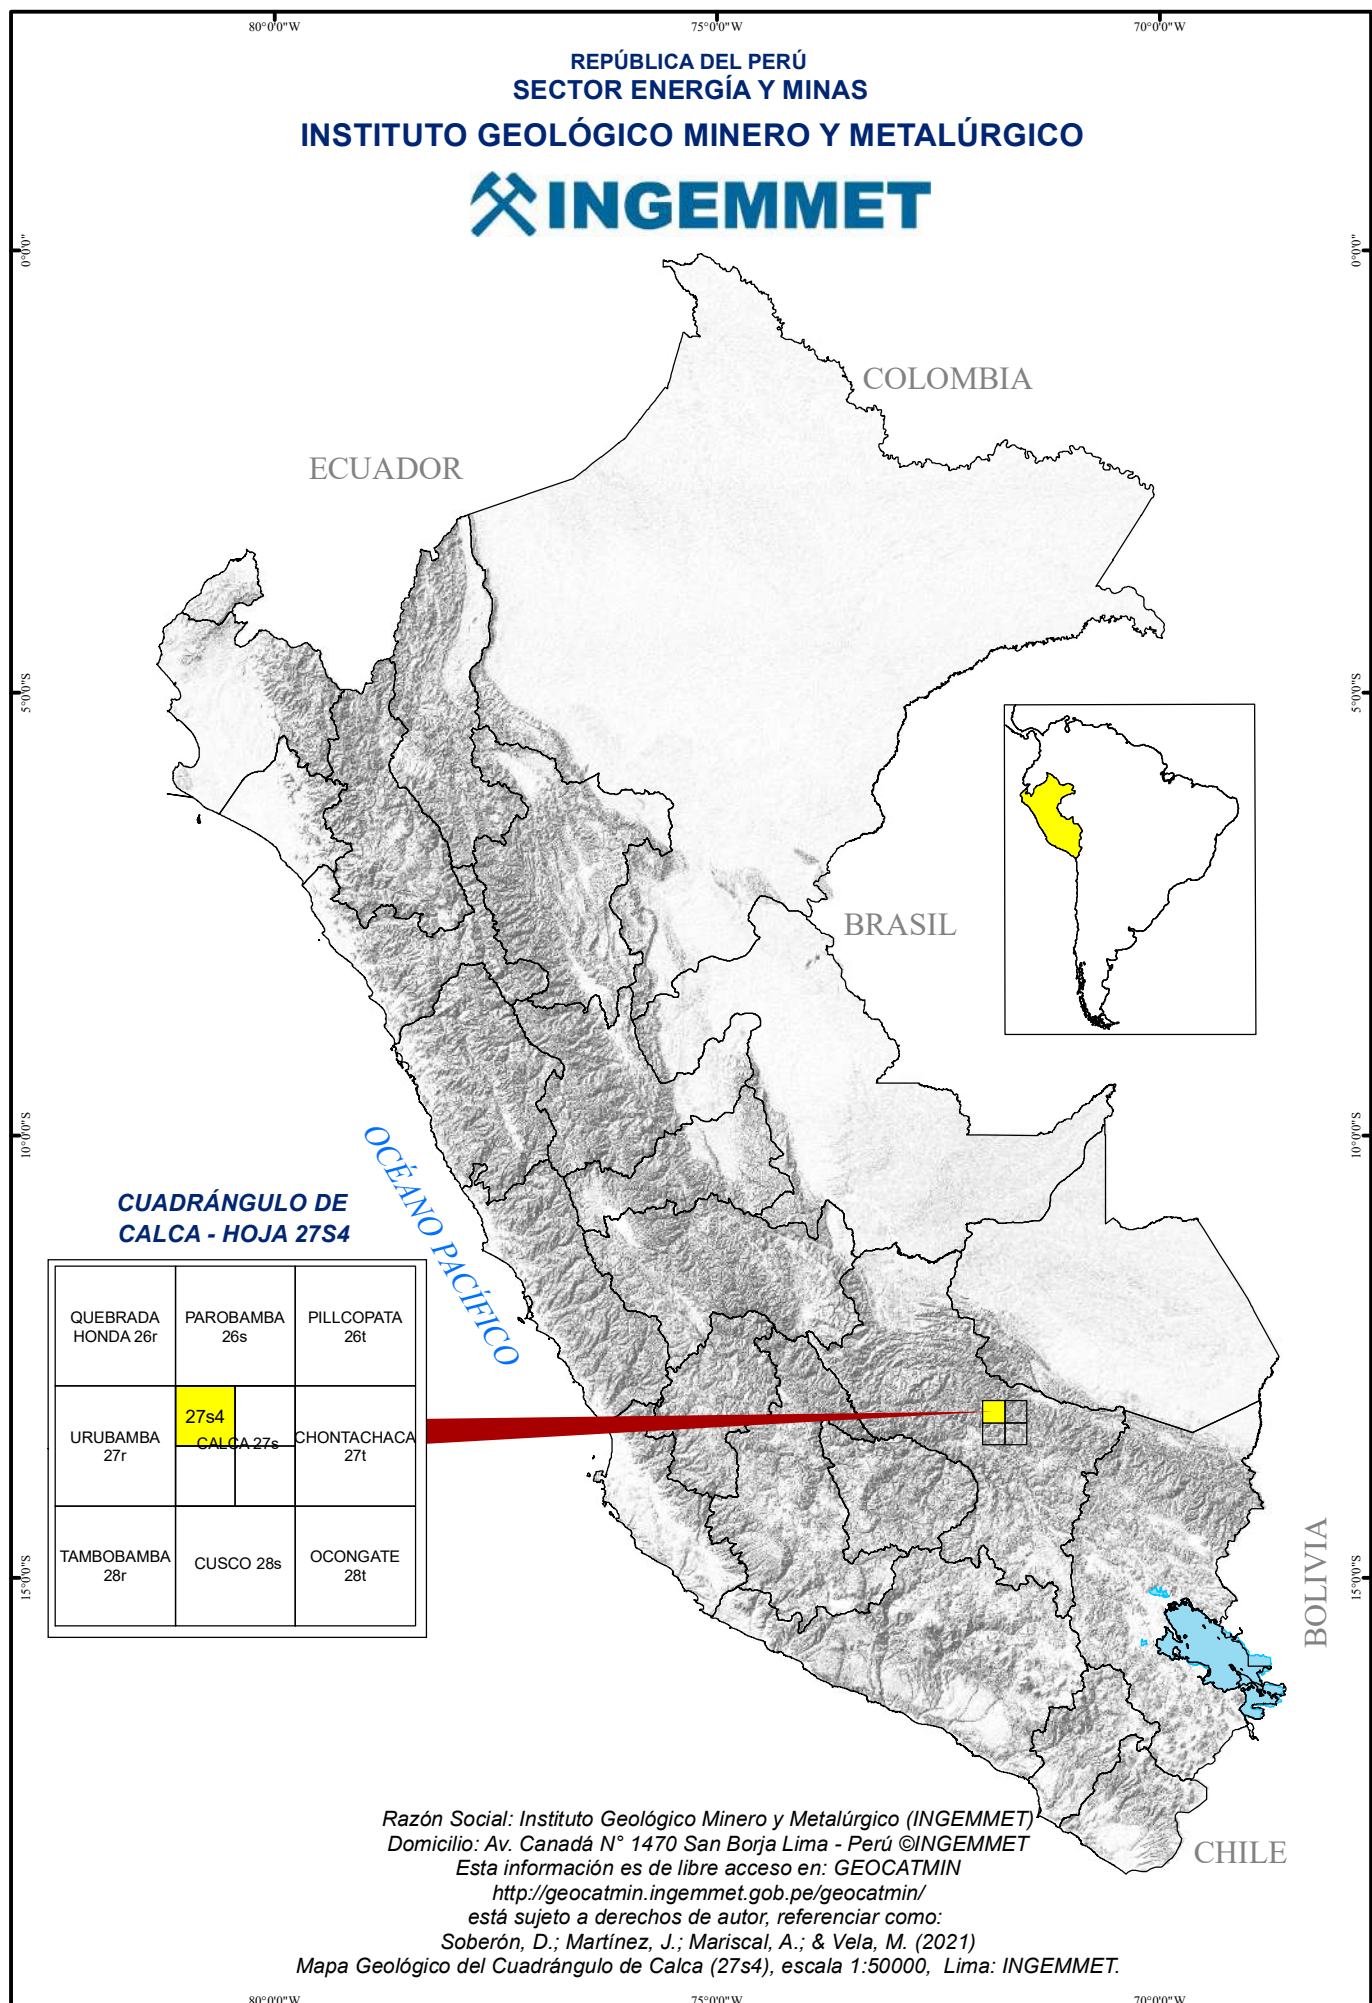 80°0'0"W
75°0'0"W
70°0'0"W
REPÚBLICA DEL PERÚ
SECTOR ENERGÍA Y MINAS
INSTITUTO GEOLÓGICO MINERO Y METALÚRGICO
INGEMMET
0°0'0"
0°0'0"
COLOMBIA
ECUADOR
5°0'0"S
5°0'0"S
BRASIL
10°0'0"S
10°0'0"S
OCÉANO PACÍFICO
CUADRÁNGULO DE
CALCA - HOJA 27S4
QUEBRADA
HONDA 26r
PAROBAMBA
26s
PILLCOPATA
26t
URUBAMBA
27r
27s4
CALCA 27s
CHONTACHACA
27t
TAMBOBAMBA
28r
CUSCO 28s
OCONGATE
28t
15°0'0"S
15°0'0"S
BOLIVIA
CHILE
Razón Social: Instituto Geológico Minero y Metalúrgico (INGEMMET)
Domicilio: Av. Canadá N° 1470 San Borja Lima - Perú ©INGEMMET
Esta información es de libre acceso en: GEOCATMIN
http://geocatmin.ingemmet.gob.pe/geocatmin/
está sujeto a derechos de autor, referenciar como:
Soberón, D.; Martínez, J.; Mariscal, A.; & Vela, M. (2021)
Mapa Geológico del Cuadrángulo de Calca (27s4), escala 1:50000, Lima: INGEMMET.
80°0'0"W
75°0'0"W
70°0'0"W